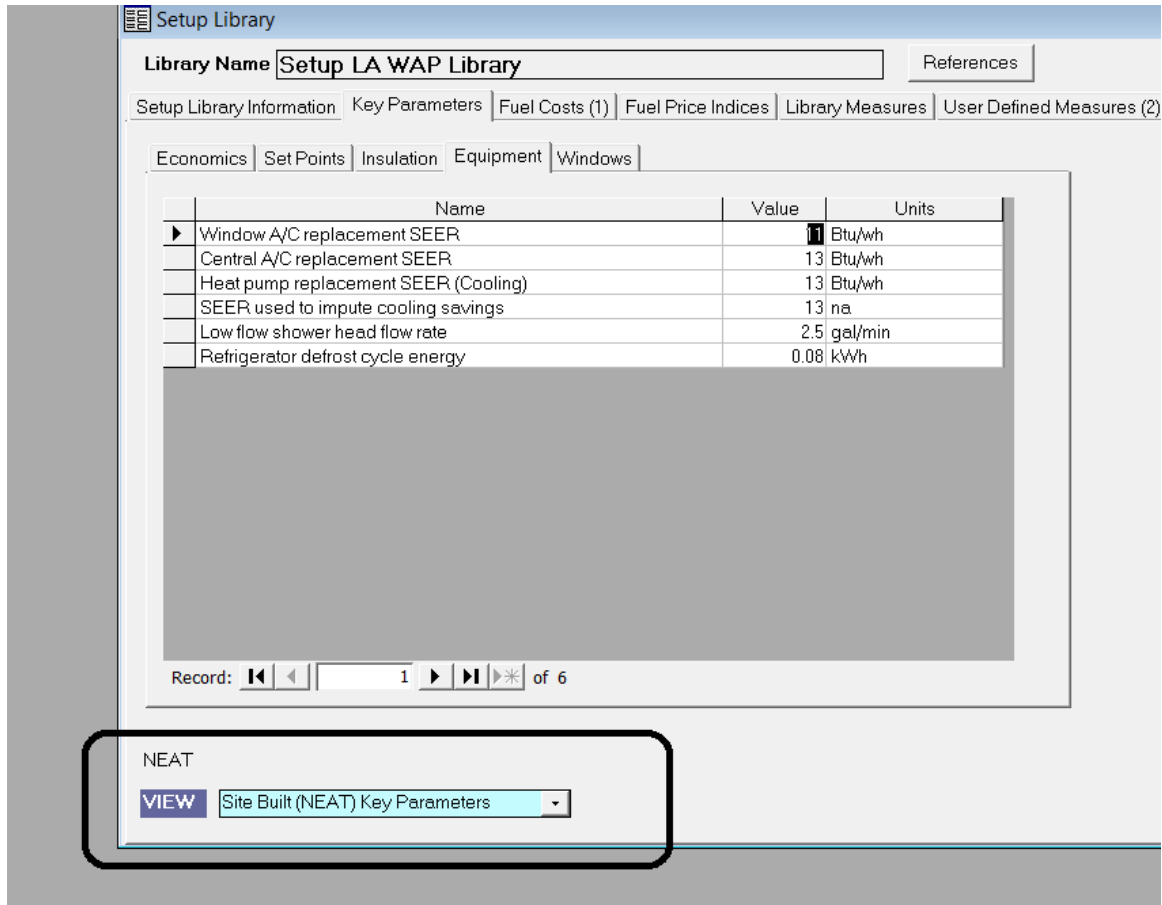 Setup Library
Library Name Setup LA WAP Library References
Setup Library Information Key Parameters Fuel Costs (1) Fuel Price Indices Library Measures User Defined Measures (2)
Economics Set Points Insulation Equipment Windows
Name Value Units
Window A/C replacement SEER 11 Btu/wh
Central A/C replacement SEER 13 Btu/wh
Heat pump replacement SEER (Cooling) 13 Btu/wh
SEER used to impute cooling savings 13 na
Low flow shower head flow rate 2.5 gal/min
Refrigerator defrost cycle energy 0.08 kWh
Record: 1 of 6
NEAT
VIEW Site Built (NEAT) Key Parameters